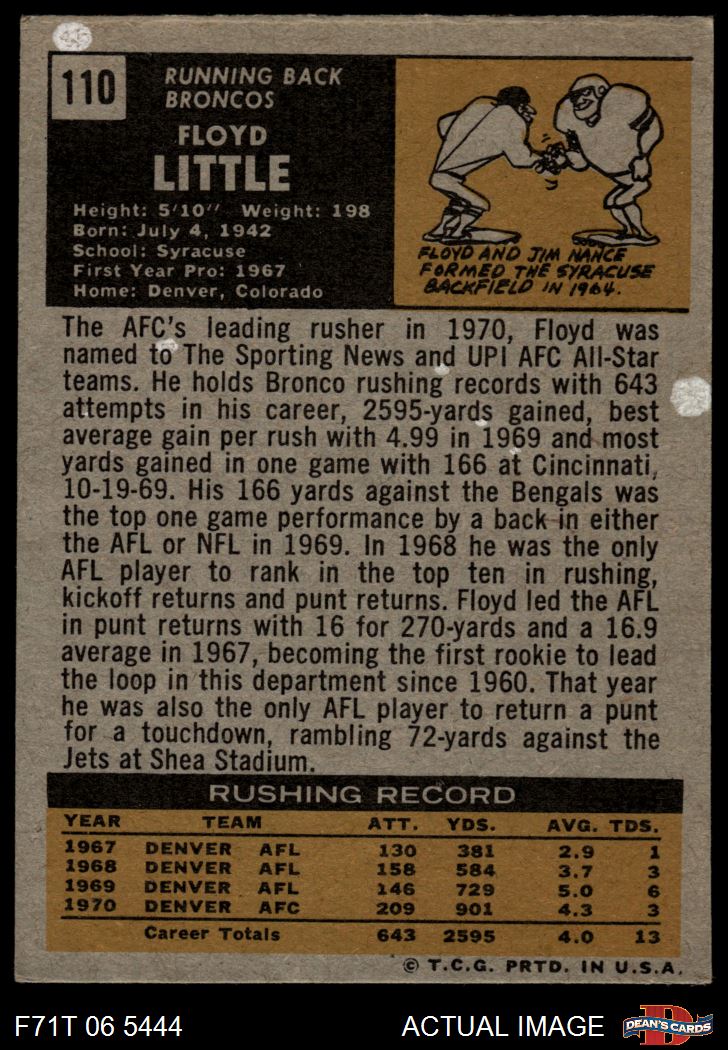 110
RUNNING BACK
BRONCOS
FLOYD
LITTLE
Height: 5'10" Weight: 198
Born: July 4, 1942
School: Syracuse
First Year Pro: 1967
Home: Denver, Colorado
FLOYD AND JIM NANCE
FORMED THE SYRACUSE
BACKFIELD IN 1964.
The AFC's leading rusher in 1970, Floyd was
named to The Sporting News and UPI AFC All-Star
teams. He holds Bronco rushing records with 643
attempts in his career, 2595-yards gained, best
average gain per rush with 4.99 in 1969 and most
yards gained in one game with 166 at Cincinnati,
10-19-69. His 166 yards against the Bengals was
the top one game performance by a back in either
the AFL or NFL in 1969. In 1968 he was the only
AFL player to rank in the top ten in rushing,
kickoff returns and punt returns. Floyd led the AFL
in punt returns with 16 for 270-yards and a 16.9
average in 1967, becoming the first rookie to lead
the loop in this department since 1960. That year
he was also the only AFL player to return a punt
for a touchdown, rambling 72-yards against the
Jets at Shea Stadium.
RUSHING RECORD
YEAR TEAM ATT. YDS. AVG. TDS.
1967 DENVER AFL 130 381 2.9 1
1968 DENVER AFL 158 584 3.7 3
1969 DENVER AFL 146 729 5.0 6
1970 DENVER AFC 209 901 4.3 3
Career Totals 643 2595 4.0 13
© T.C.G. PRTD. IN U.S.A.
F71T 06 5444 ACTUAL IMAGE D DEAN'S CARDS